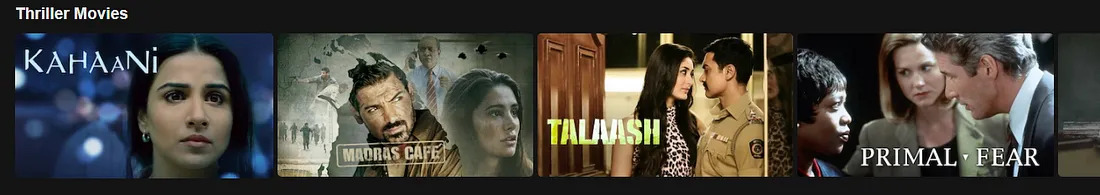 Thriller Movies
KAHAANi
MADRAS CAFE
TALAASH
PRIMAL FEAR